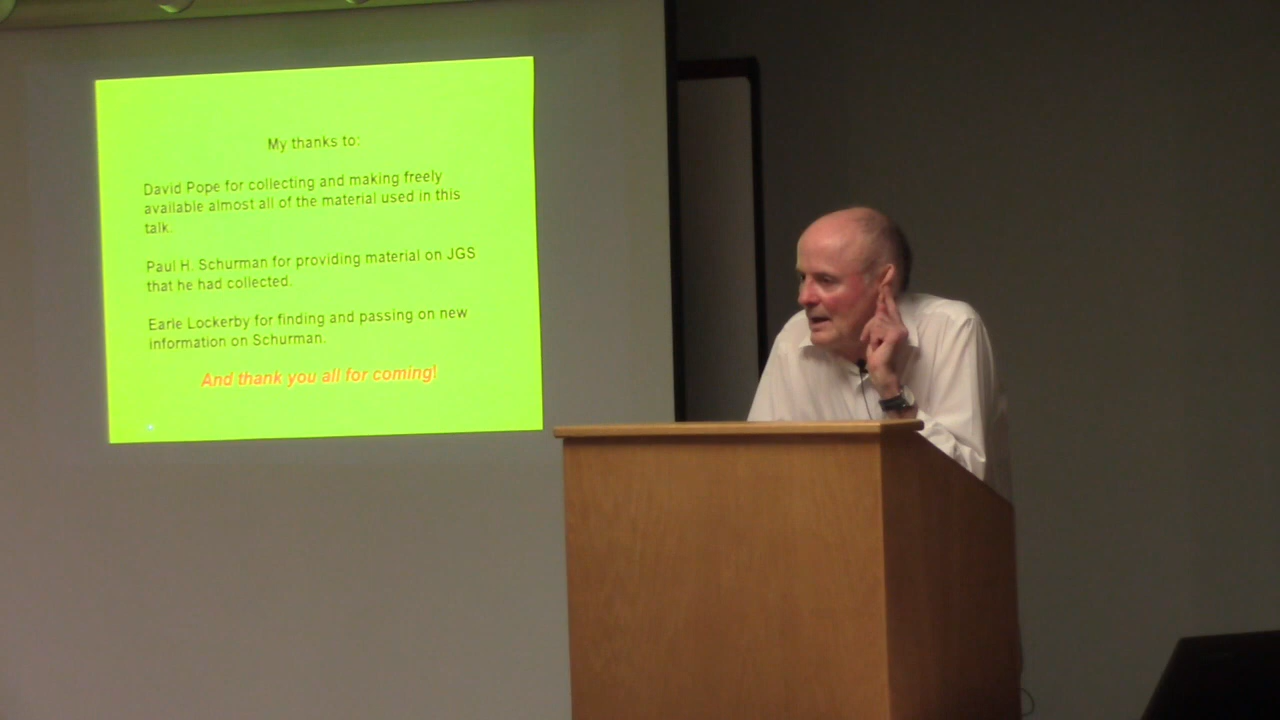 My thanks to:
David Pope for collecting and making freely
available almost all of the material used in this
talk.
Paul H. Schurman for providing material on JGS
that he had collected.
Earle Lockerby for finding and passing on new
information on Schurman.
And thank you all for coming!